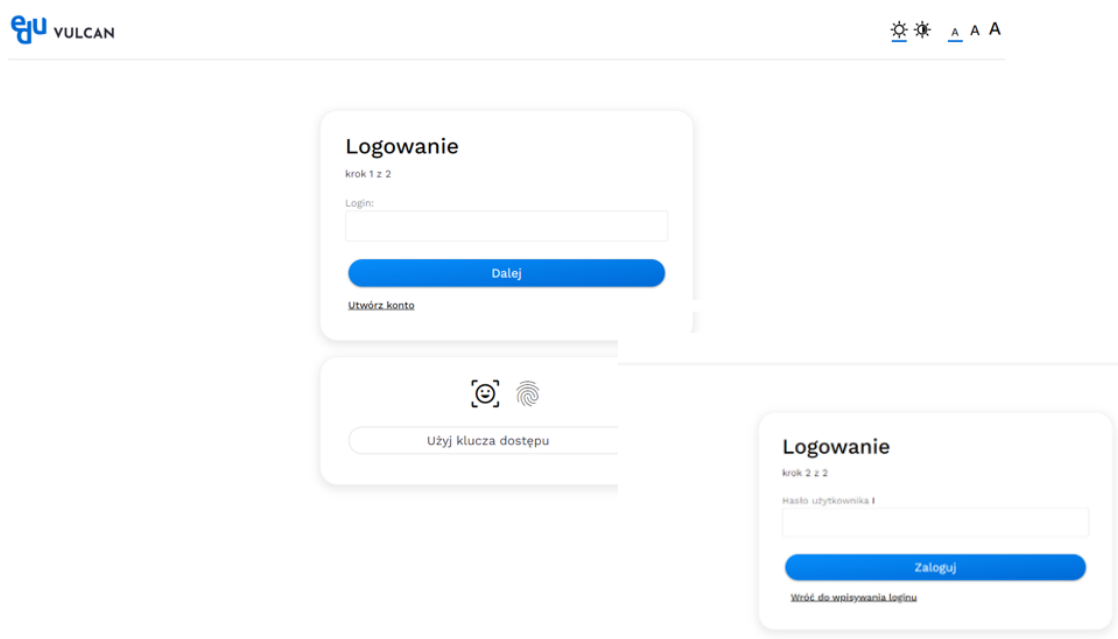 edu VULCAN
A A A
Logowanie
krok 1 z 2
Login:
Dalej
Utwórz konto
Użyj klucza dostępu
Logowanie
krok 2 z 2
Hasło użytkownika I
Zaloguj
Wróć do wpisywania loginu